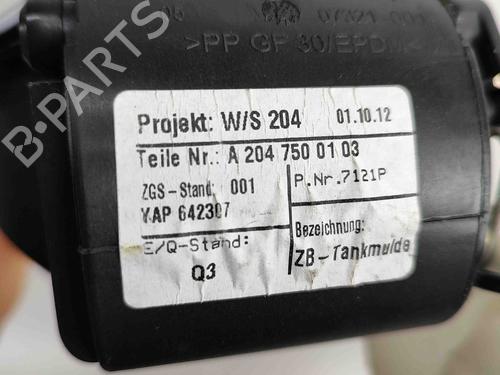 >PP GF 30/EPDM<
Projekt: W/S 204 01.10.12
Teile Nr.: A 204 750 01 03
ZGS-Stand: 001 P.Nr.7121P
YAP 642307
E/Q-Stand: Bezeichnung:
Q3 ZB-Tankmulde
B-PARTS